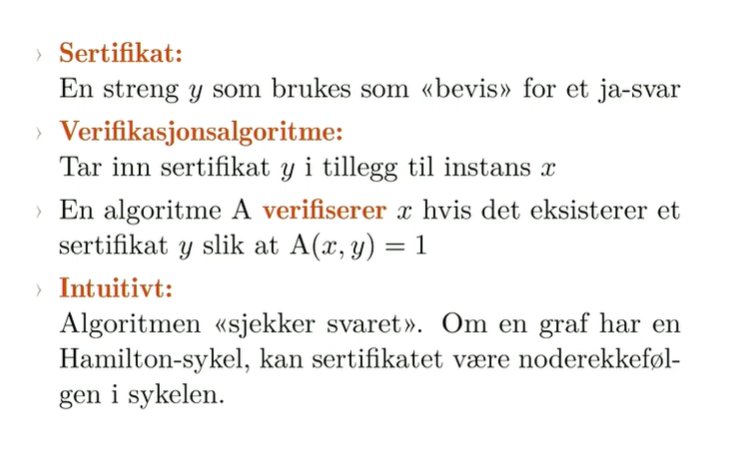 › Sertifikat:
En streng y som brukes som «bevis» for et ja-svar
› Verifikasjonsalgoritme:
Tar inn sertifikat y i tillegg til instans x
› En algoritme A verifiserer x hvis det eksisterer et
sertifikat y slik at A(x, y) = 1
› Intuitivt:
Algoritmen «sjekker svaret». Om en graf har en
Hamilton-sykel, kan sertifikatet være noderekkeføl-
gen i sykelen.